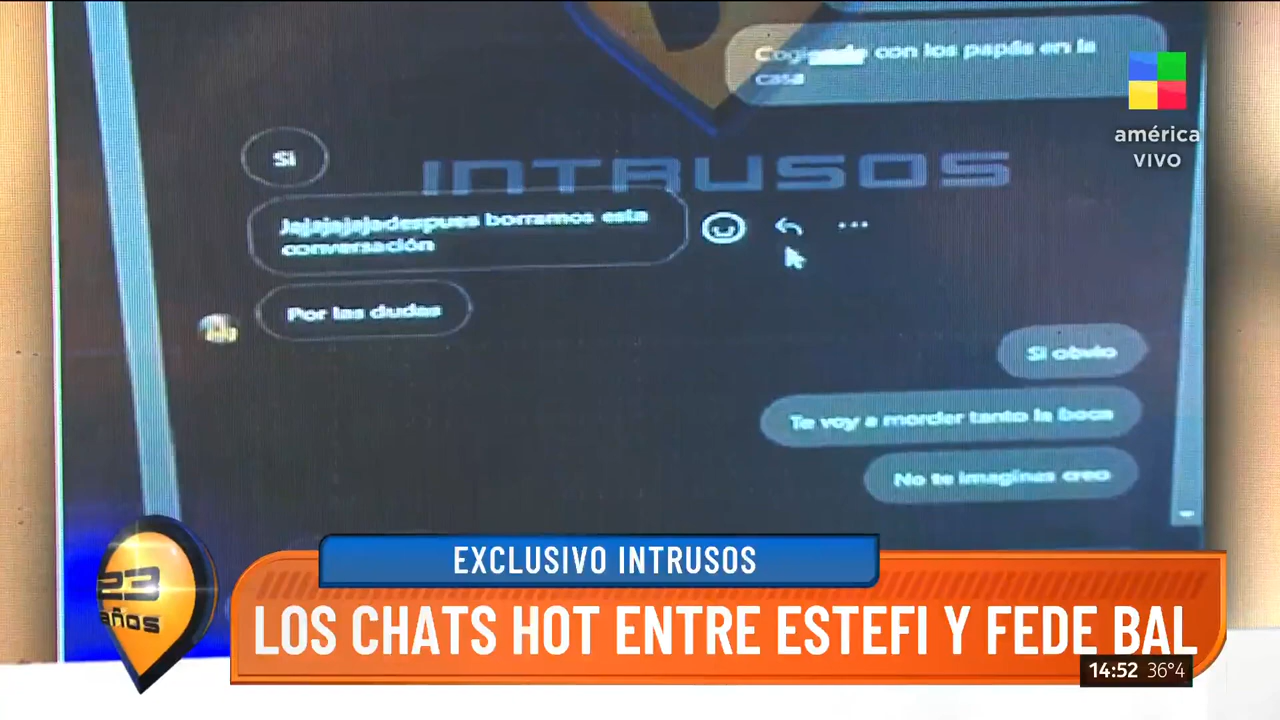 Cogiendo con los papás en la
casa
américa
VIVO
Si
INTRUSOS
Jajajajajadespues borramos esta
conversación
Por las dudas
Si obvio
Te voy a morder tanto la boca
No te imaginas creo
EXCLUSIVO INTRUSOS
23
años
LOS CHATS HOT ENTRE ESTEFI Y FEDE BAL
14:52 36°4